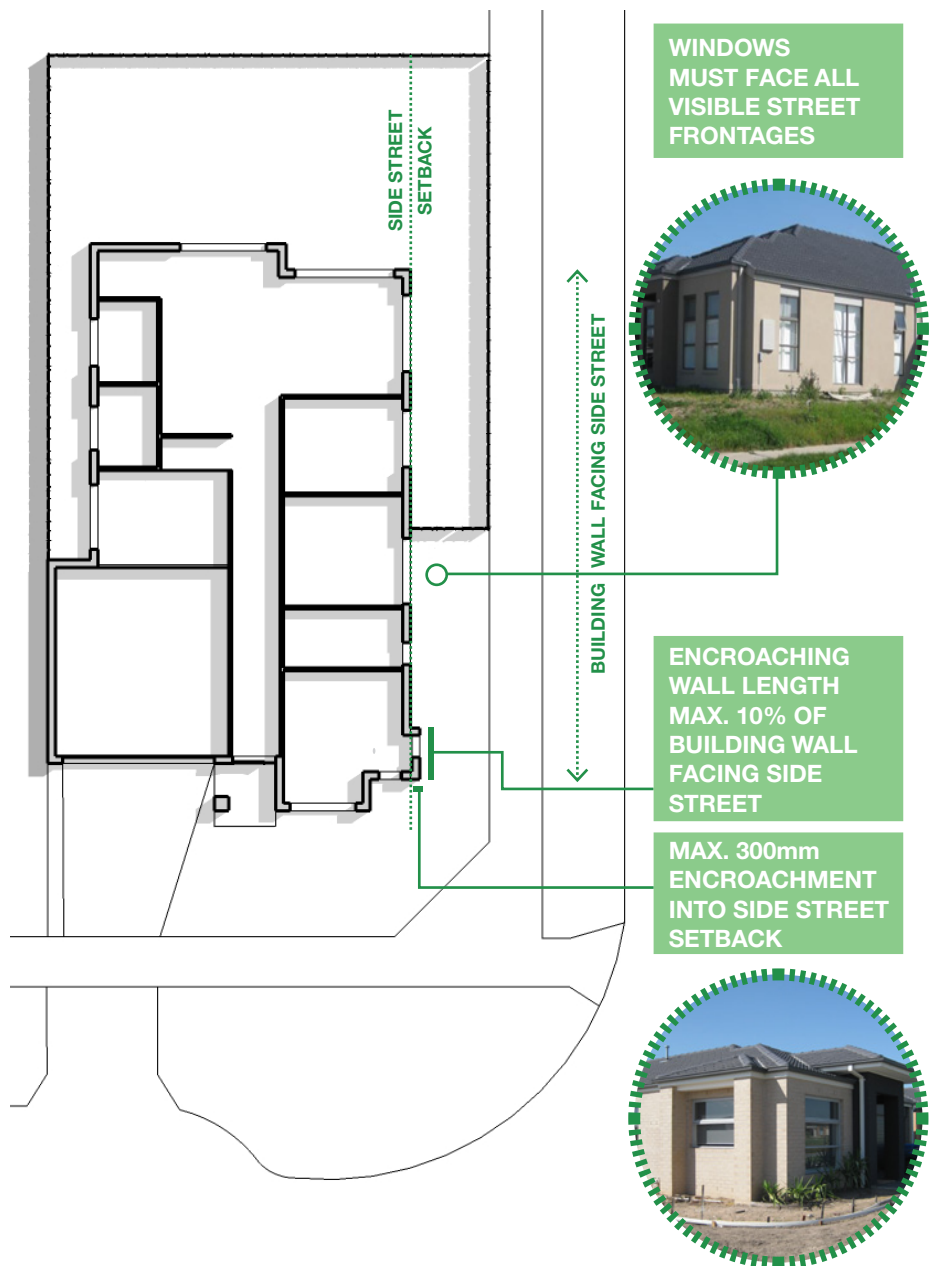 WINDOWS
MUST FACE ALL
VISIBLE STREET
FRONTAGES
SIDE STREET
SETBACK
BUILDING WALL FACING SIDE STREET
ENCROACHING
WALL LENGTH
MAX. 10% OF
BUILDING WALL
FACING SIDE
STREET
MAX. 300mm
ENCROACHMENT
INTO SIDE STREET
SETBACK